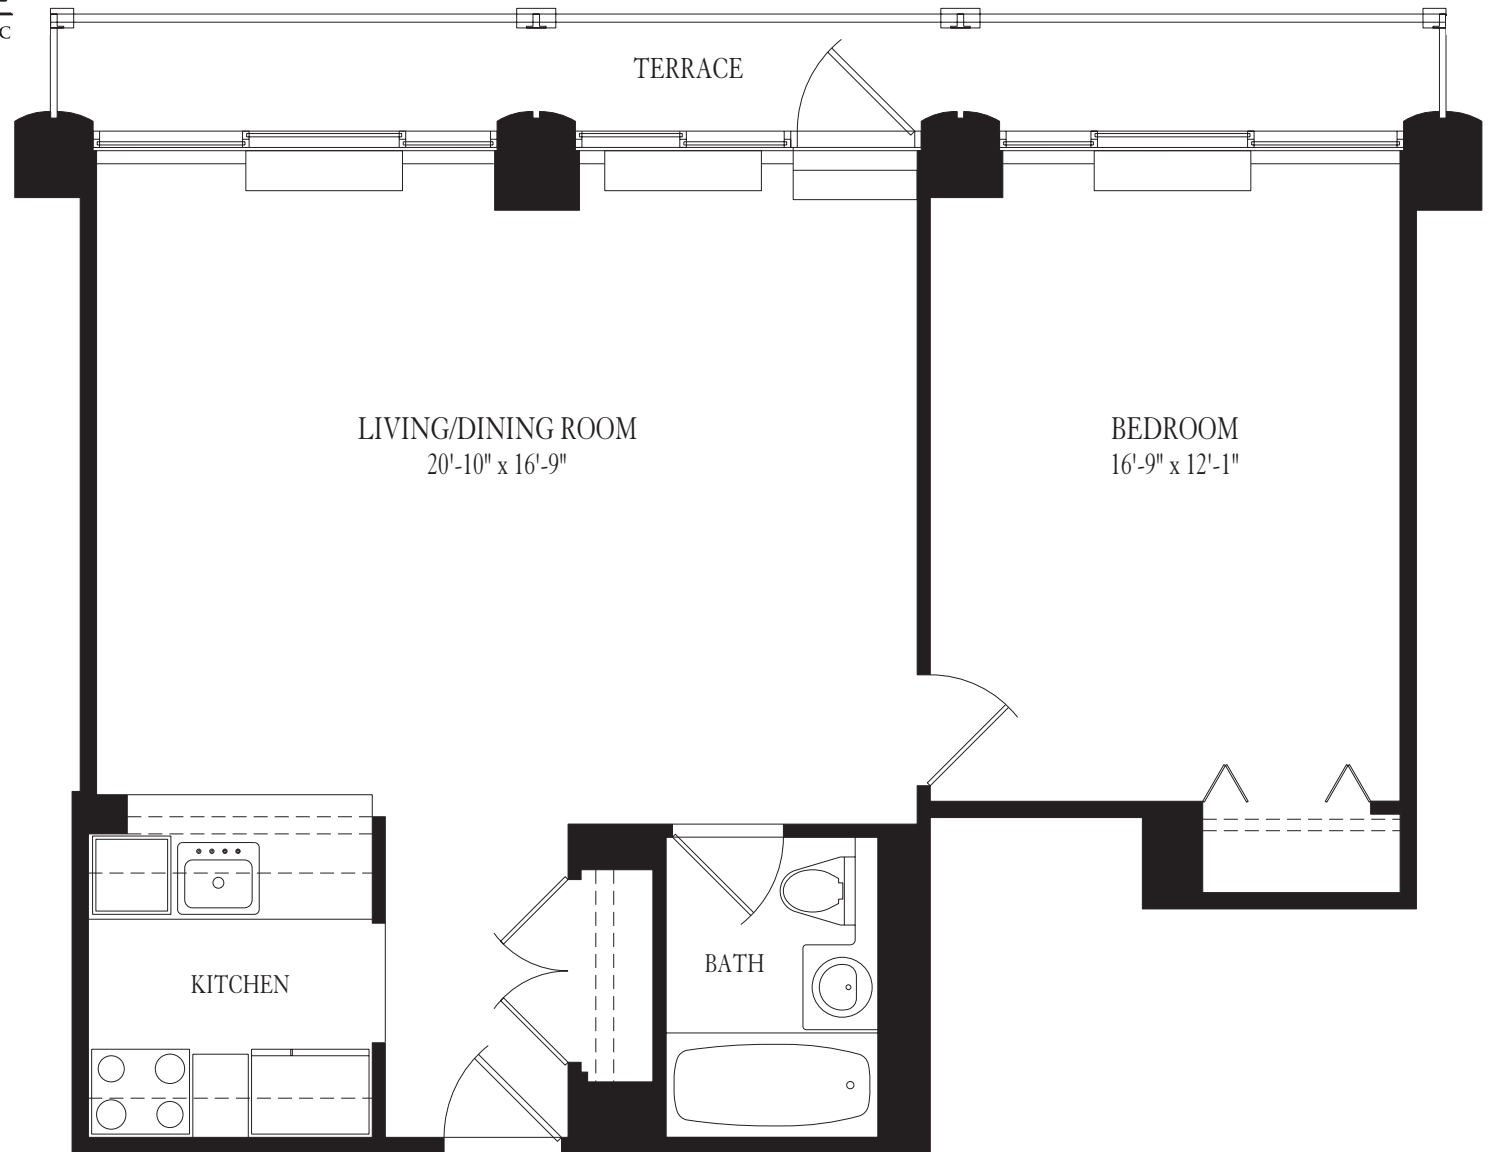 C
TERRACE
LIVING/DINING ROOM
20'-10" x 16'-9"
BEDROOM
16'-9" x 12'-1"
BATH
KITCHEN